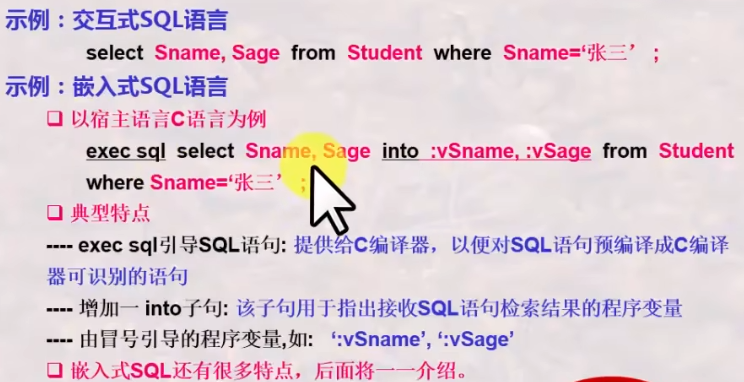 示例：交互式SQL语言
select Sname, Sage from Student where Sname=‘张三’ ;
示例：嵌入式SQL语言
❑ 以宿主语言C语言为例
exec sql select Sname, Sage into :vSname, :vSage from Student
where Sname=‘张三’ ;
❑ 典型特点
---- exec sql引导SQL语句: 提供给C编译器，以便对SQL语句预编译成C编译
器可识别的语句
---- 增加一 into子句: 该子句用于指出接收SQL语句检索结果的程序变量
---- 由冒号引导的程序变量,如: ‘:vSname’, ‘:vSage’
❑ 嵌入式SQL还有很多特点，后面将一一介绍。